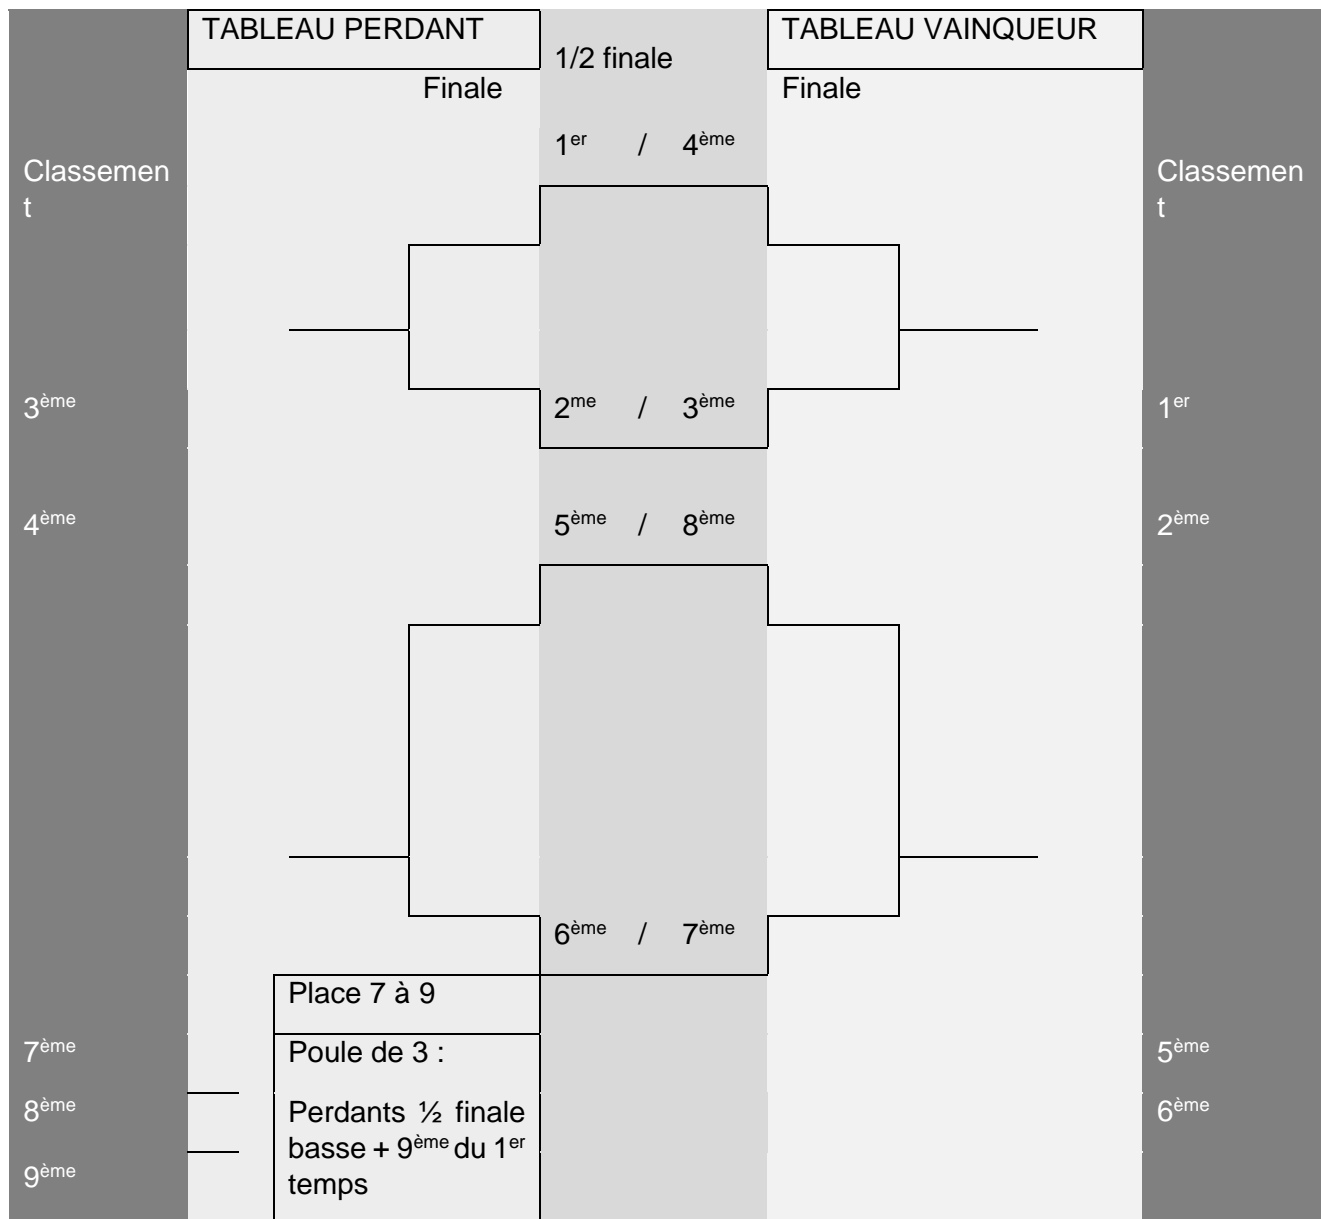 TABLEAU PERDANT
1/2 finale
TABLEAU VAINQUEUR
Finale
Finale
1er / 4ème
Classemen
t
Classemen
t
3ème
2me / 3ème
1er
4ème
5ème / 8ème
2ème
6ème / 7ème
Place 7 à 9
7ème
Poule de 3 :
5ème
8ème
Perdants ½ finale
basse + 9ème du 1er
temps
6ème
9ème